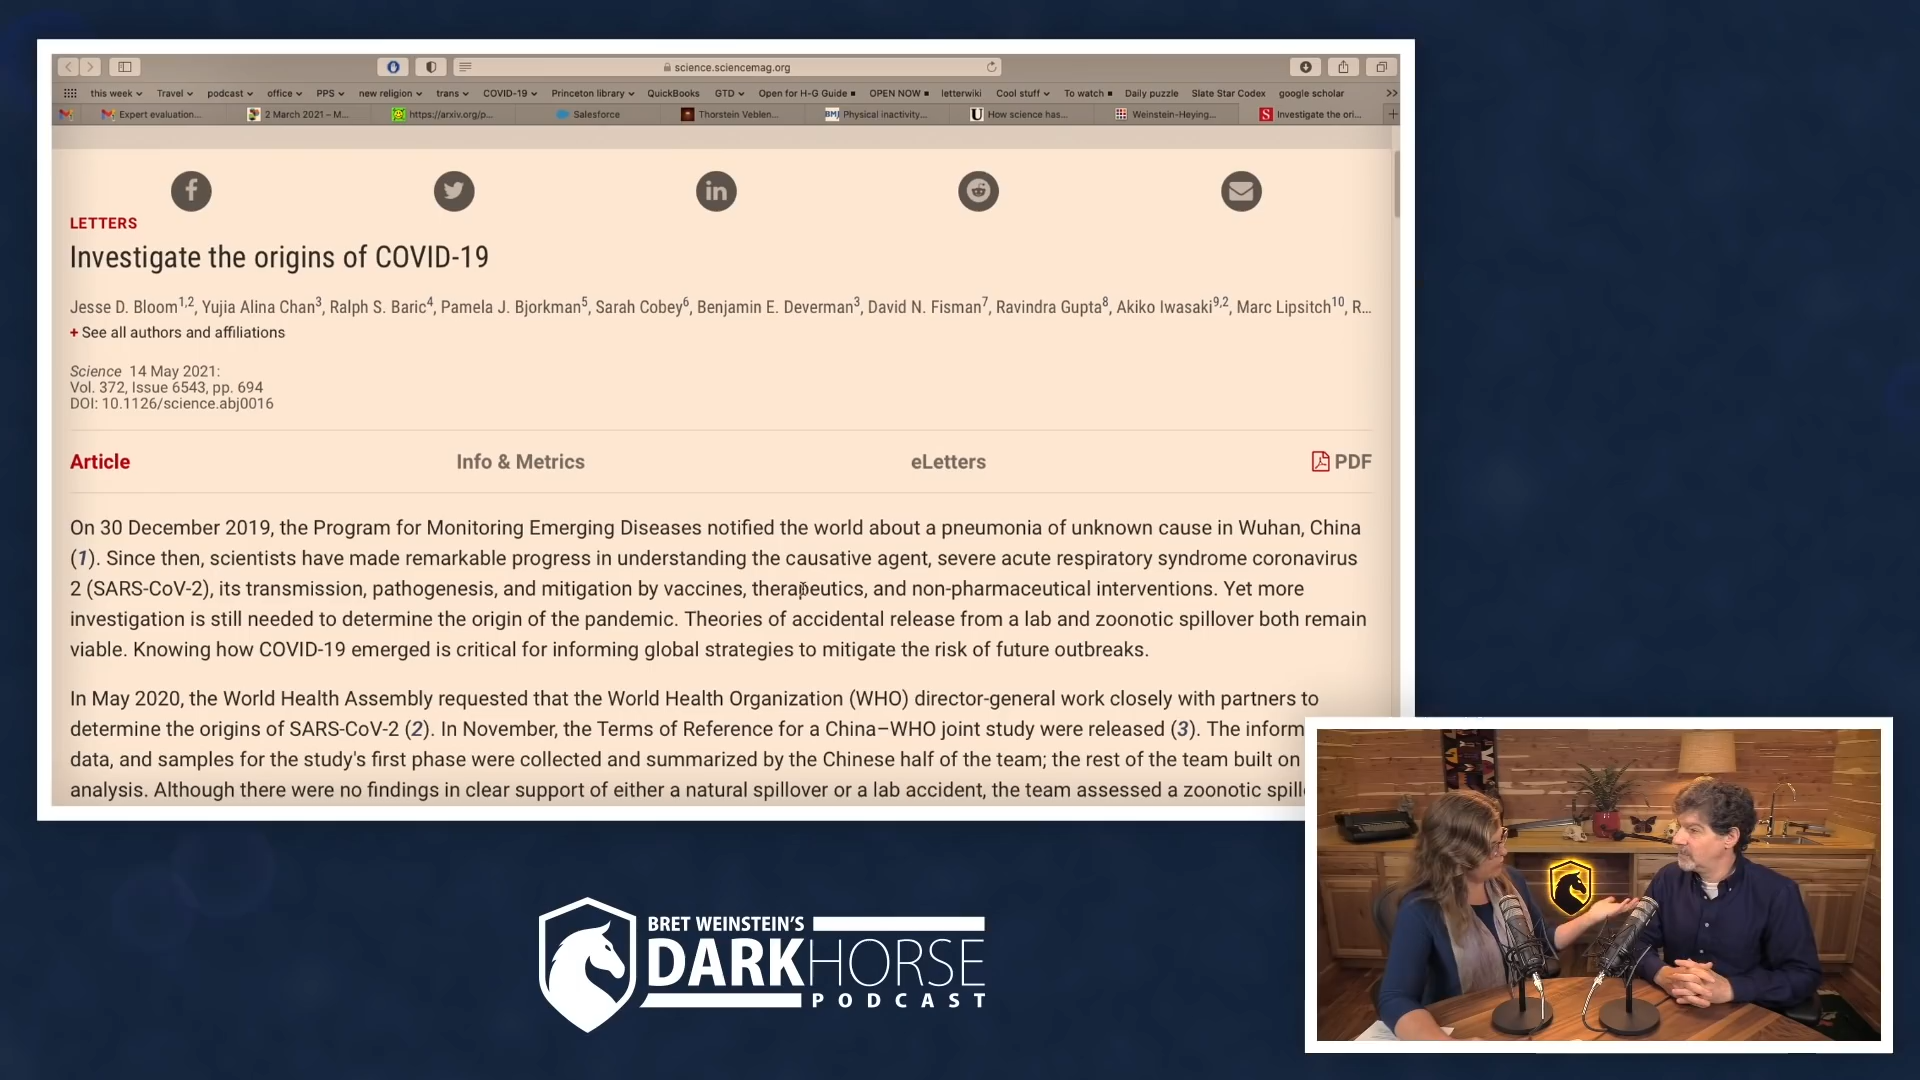 science.sciencemag.org
this week Travel podcast office PPS new religion trans COVID-19 Princeton library QuickBooks GTD Open for H-G Guide OPEN NOW letterwiki Cool stuff To watch Daily puzzle Slate Star Codex google scholar
Expert evaluation... 2 March 2021 – M... https://arxiv.org/p... Salesforce Thorstein Veblen... BMJ Physical inactivity... U How science has... Weinstein-Heying... S Investigate the ori...
LETTERS
Investigate the origins of COVID-19
Jesse D. Bloom1,2, Yujia Alina Chan3, Ralph S. Baric4, Pamela J. Bjorkman5, Sarah Cobey6, Benjamin E. Deverman3, David N. Fisman7, Ravindra Gupta8, Akiko Iwasaki9,2, Marc Lipsitch10, R...
+ See all authors and affiliations
Science 14 May 2021:
Vol. 372, Issue 6543, pp. 694
DOI: 10.1126/science.abj0016
Article Info & Metrics eLetters PDF
On 30 December 2019, the Program for Monitoring Emerging Diseases notified the world about a pneumonia of unknown cause in Wuhan, China
(1). Since then, scientists have made remarkable progress in understanding the causative agent, severe acute respiratory syndrome coronavirus
2 (SARS-CoV-2), its transmission, pathogenesis, and mitigation by vaccines, therapeutics, and non-pharmaceutical interventions. Yet more
investigation is still needed to determine the origin of the pandemic. Theories of accidental release from a lab and zoonotic spillover both remain
viable. Knowing how COVID-19 emerged is critical for informing global strategies to mitigate the risk of future outbreaks.
In May 2020, the World Health Assembly requested that the World Health Organization (WHO) director-general work closely with partners to
determine the origins of SARS-CoV-2 (2). In November, the Terms of Reference for a China–WHO joint study were released (3). The inform
data, and samples for the study's first phase were collected and summarized by the Chinese half of the team; the rest of the team built on
analysis. Although there were no findings in clear support of either a natural spillover or a lab accident, the team assessed a zoonotic spill
BRET WEINSTEIN'S
DARKHORSE
PODCAST